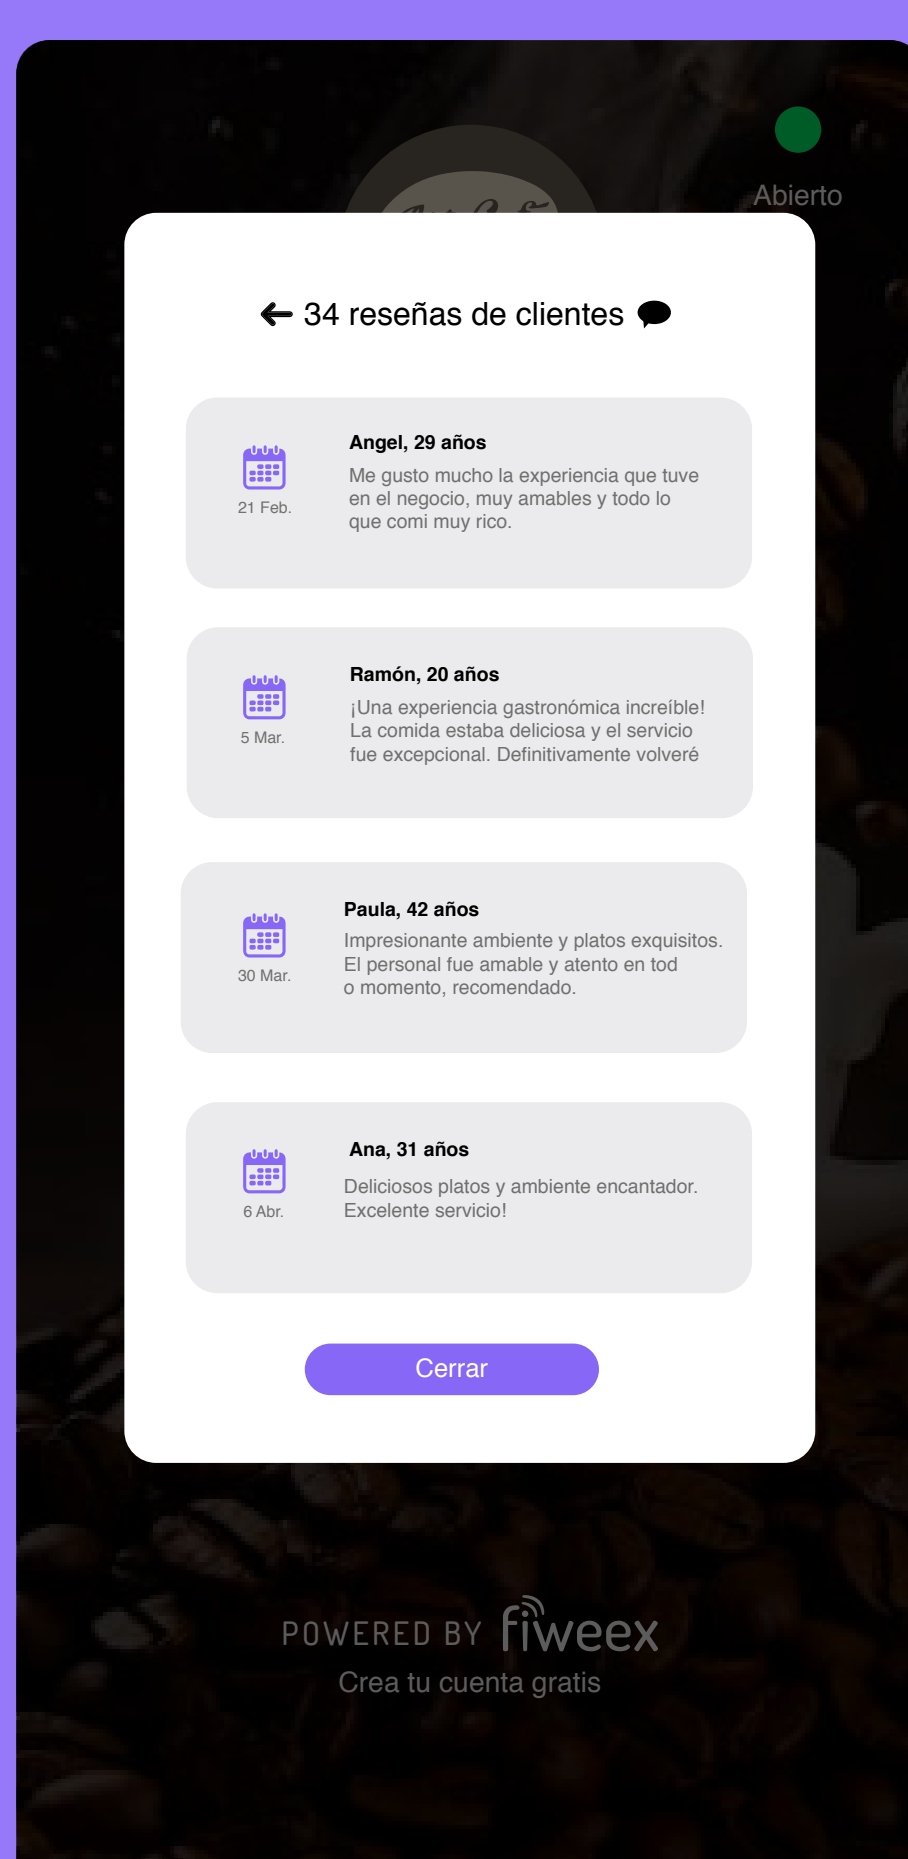 Abierto
34 reseñas de clientes
Angel, 29 años
Me gusto mucho la experiencia que tuve
en el negocio, muy amables y todo lo
que comi muy rico.
21 Feb.
Ramón, 20 años
¡Una experiencia gastronómica increíble!
La comida estaba deliciosa y el servicio
fue excepcional. Definitivamente volveré
5 Mar.
Paula, 42 años
Impresionante ambiente y platos exquisitos.
El personal fue amable y atento en tod
o momento, recomendado.
30 Mar.
Ana, 31 años
Deliciosos platos y ambiente encantador.
Excelente servicio!
6 Abr.
Cerrar
POWERED BY fiweex
Crea tu cuenta gratis